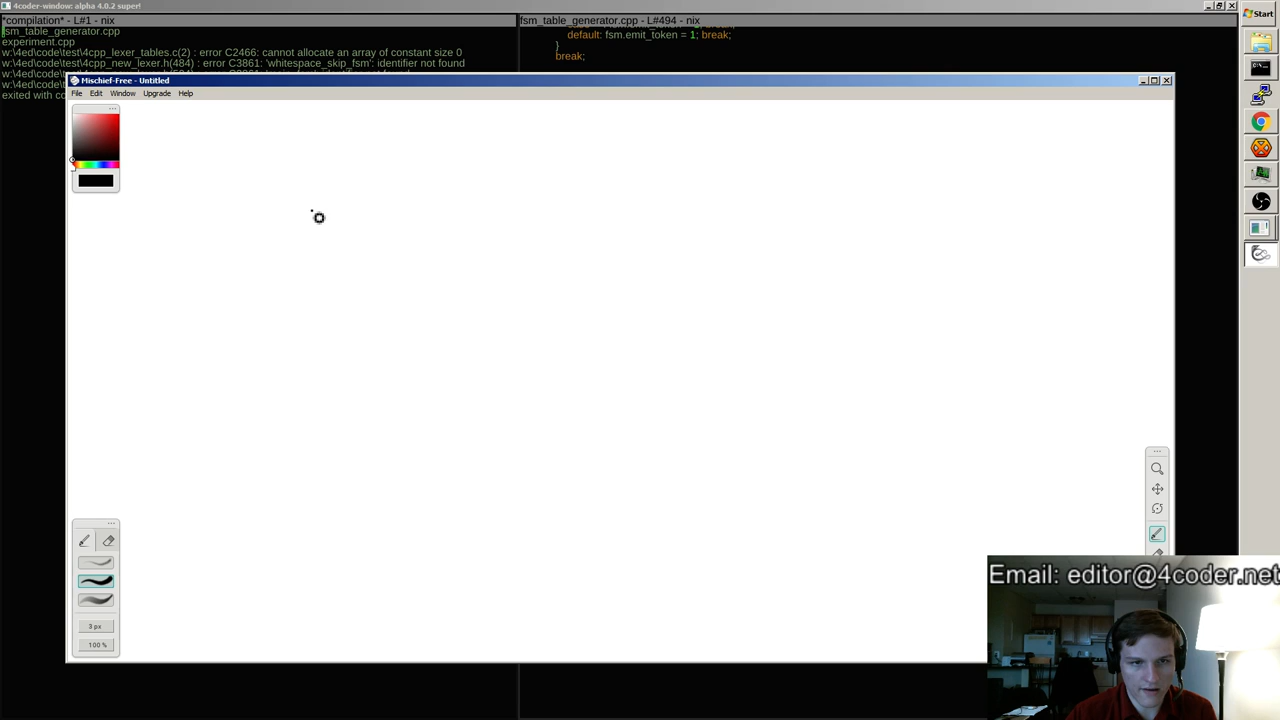 4coder-window: alpha 4.0.2 super!
*compilation* - L#1 - nix
fsm_table_generator.cpp
experiment.cpp
w:\4ed\code\test\4cpp_lexer_tables.c(2) : error C2466: cannot allocate an array of constant size 0
w:\4ed\code\test\4cpp_new_lexer.h(484) : error C3861: 'whitespace_skip_fsm': identifier not found
exited with
fsm_table_generator.cpp - L#494 - nix
default: fsm.emit_token = 1; break;
}
break;
Mischief-Free - Untitled
File Edit Window Upgrade Help
3 px
100 %
Start
Email: editor@4coder.net